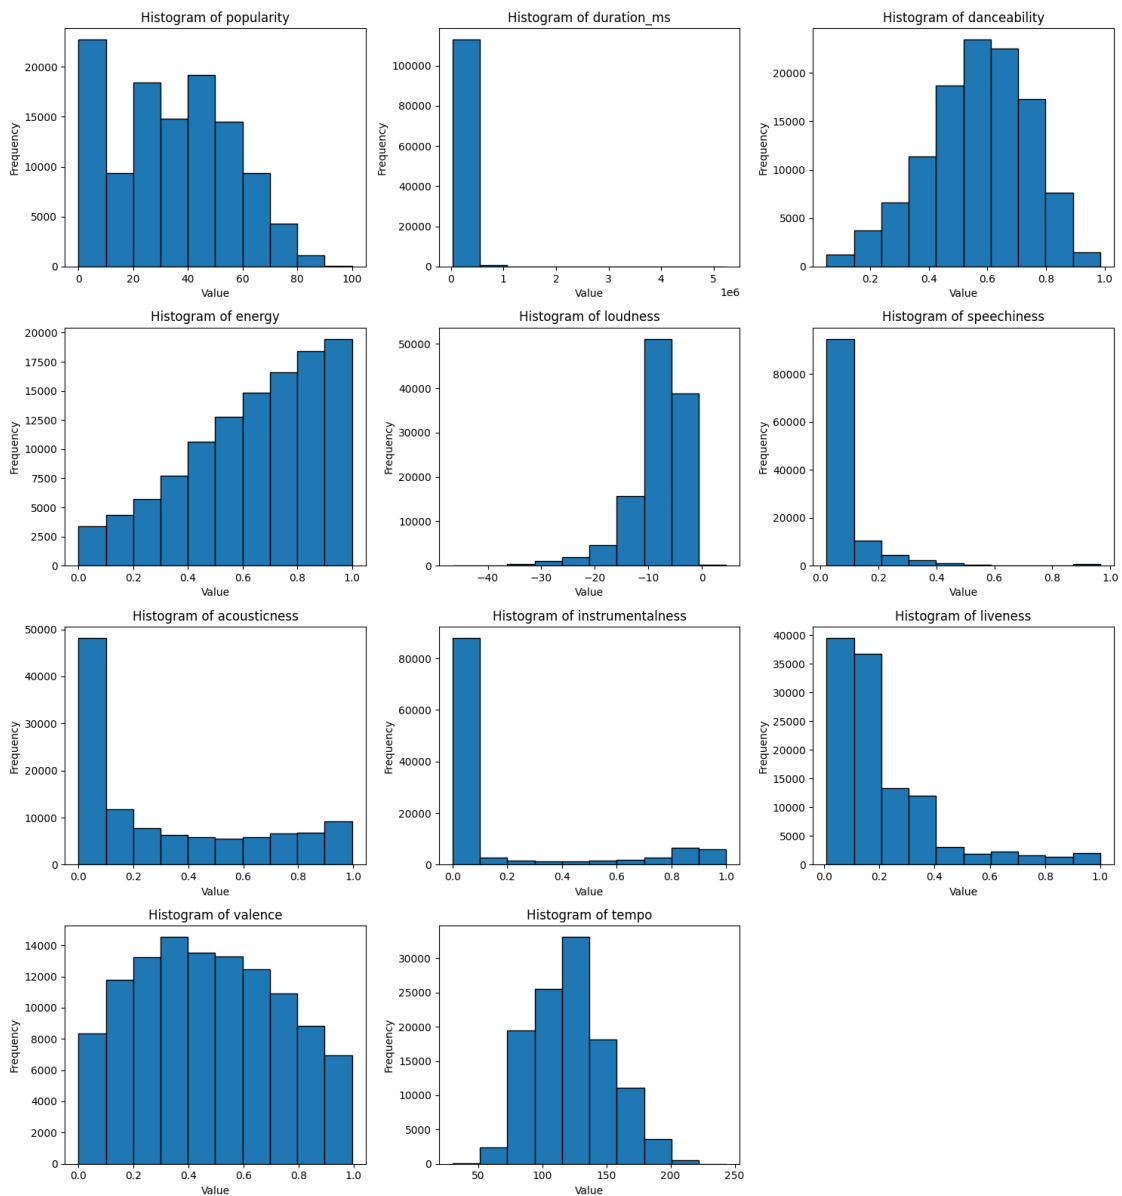 Histogram of popularity
Frequency
20000
15000
10000
5000
0
0 20 40 60 80 100
Value
Histogram of duration_ms
Frequency
100000
80000
60000
40000
20000
0
0 1 2 3 4 5
1e6
Value
Histogram of danceability
Frequency
20000
15000
10000
5000
0
0.2 0.4 0.6 0.8 1.0
Value
Histogram of energy
Frequency
20000
17500
15000
12500
10000
7500
5000
2500
0
0.0 0.2 0.4 0.6 0.8 1.0
Value
Histogram of loudness
Frequency
50000
40000
30000
20000
10000
0
−40 −30 −20 −10 0
Value
Histogram of speechiness
Frequency
80000
60000
40000
20000
0
0.0 0.2 0.4 0.6 0.8 1.0
Value
Histogram of acousticness
Frequency
50000
40000
30000
20000
10000
0
0.0 0.2 0.4 0.6 0.8 1.0
Value
Histogram of instrumentalness
Frequency
80000
60000
40000
20000
0
0.0 0.2 0.4 0.6 0.8 1.0
Value
Histogram of liveness
Frequency
40000
35000
30000
25000
20000
15000
10000
5000
0
0.0 0.2 0.4 0.6 0.8 1.0
Value
Histogram of valence
Frequency
14000
12000
10000
8000
6000
4000
2000
0
0.0 0.2 0.4 0.6 0.8 1.0
Value
Histogram of tempo
Frequency
30000
25000
20000
15000
10000
5000
0
50 100 150 200 250
Value